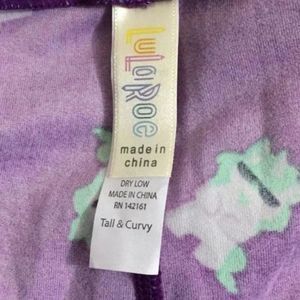 LuLaRoe
made in
china
DRY LOW
MADE IN CHINA
RN 142161
Tall & Curvy